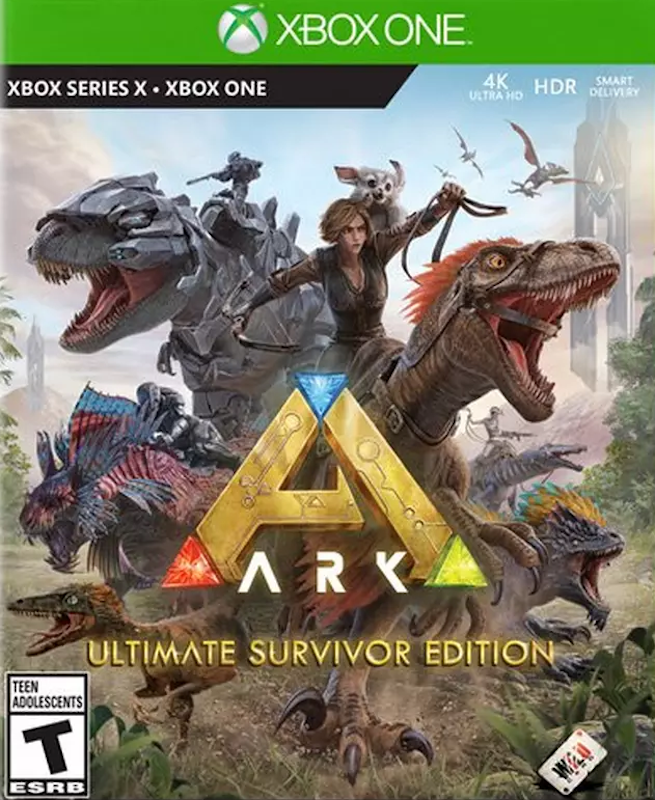 XBOX ONE
XBOX SERIES X • XBOX ONE
4K
ULTRA HD
HDR
SMART
DELIVERY
ARK
ULTIMATE SURVIVOR EDITION
TEEN
ADOLESCENTS
T
ESRB